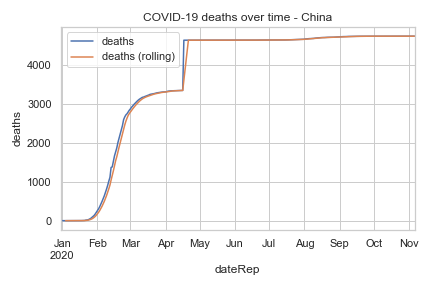 COVID-19 deaths over time - China
deaths
deaths (rolling)
deaths
4000
3000
2000
1000
0
Jan Feb Mar Apr May Jun Jul Aug Sep Oct Nov
2020
dateRep